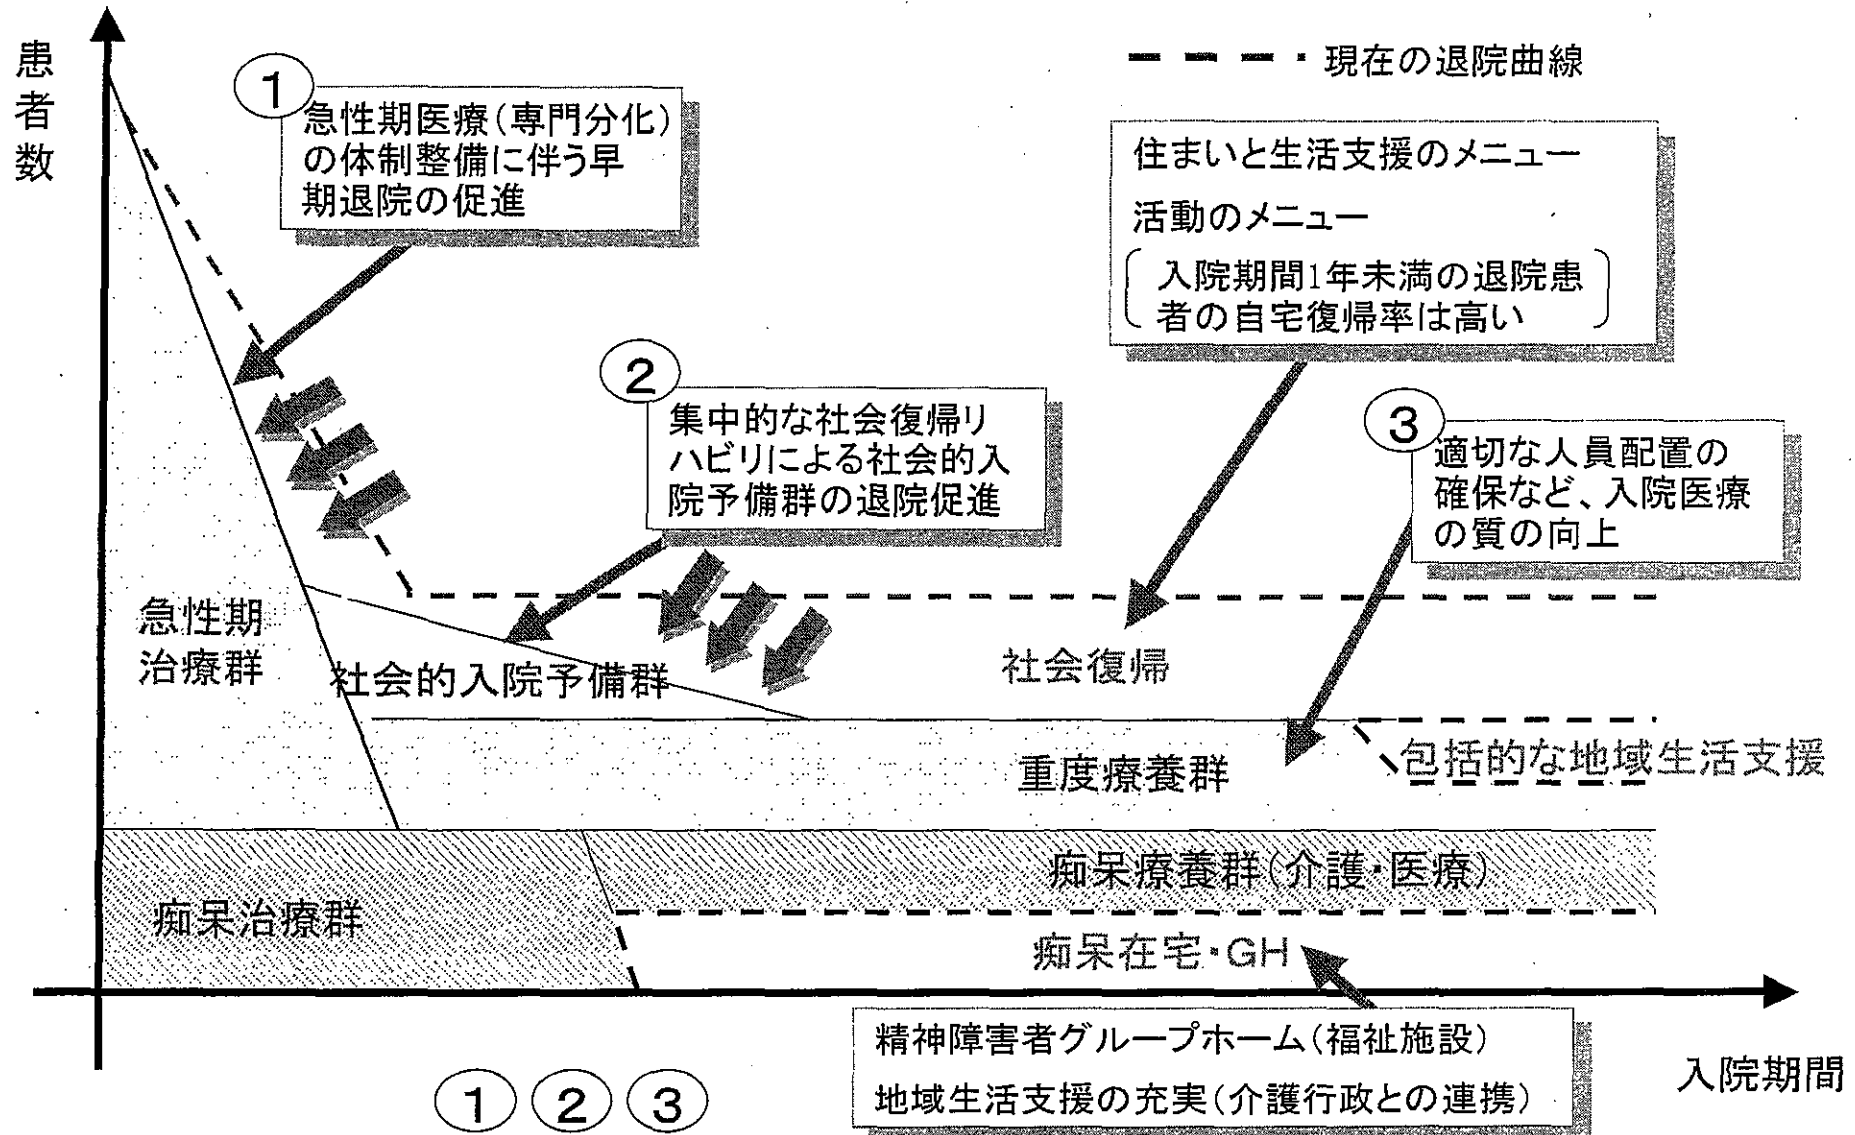 患者数
現在の退院曲線
①
急性期医療(専門分化)
の体制整備に伴う早
期退院の促進
住まいと生活支援のメニュー
活動のメニュー
入院期間1年未満の退院患
者の自宅復帰率は高い
②
集中的な社会復帰リ
ハビリによる社会的入
院予備群の退院促進
③
適切な人員配置の
確保など、入院医療
の質の向上
急性期
治療群
社会的入院予備群
社会復帰
重度療養群
包括的な地域生活支援
痴呆療養群(介護・医療)
痴呆治療群
痴呆在宅・GH
精神障害者グループホーム(福祉施設)
地域生活支援の充実(介護行政との連携)
入院期間
① ② ③